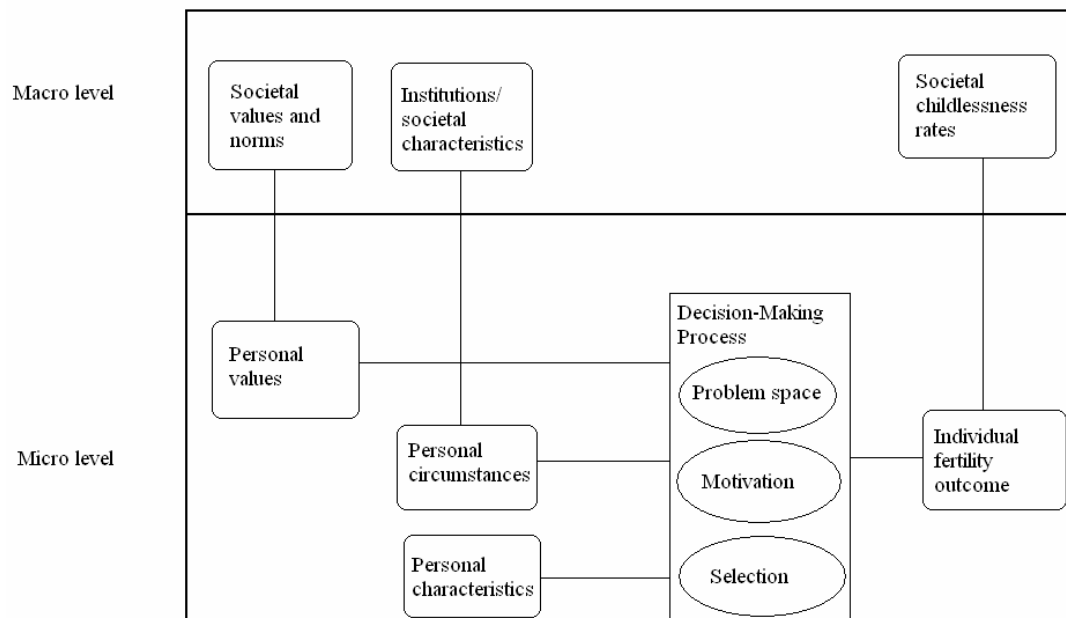 Macro level
Societal
values and
norms
Institutions/
societal
characteristics
Societal
childlessness
rates
Micro level
Personal
values
Personal
circumstances
Personal
characteristics
Decision-Making
Process
Problem space
Motivation
Selection
Individual
fertility
outcome